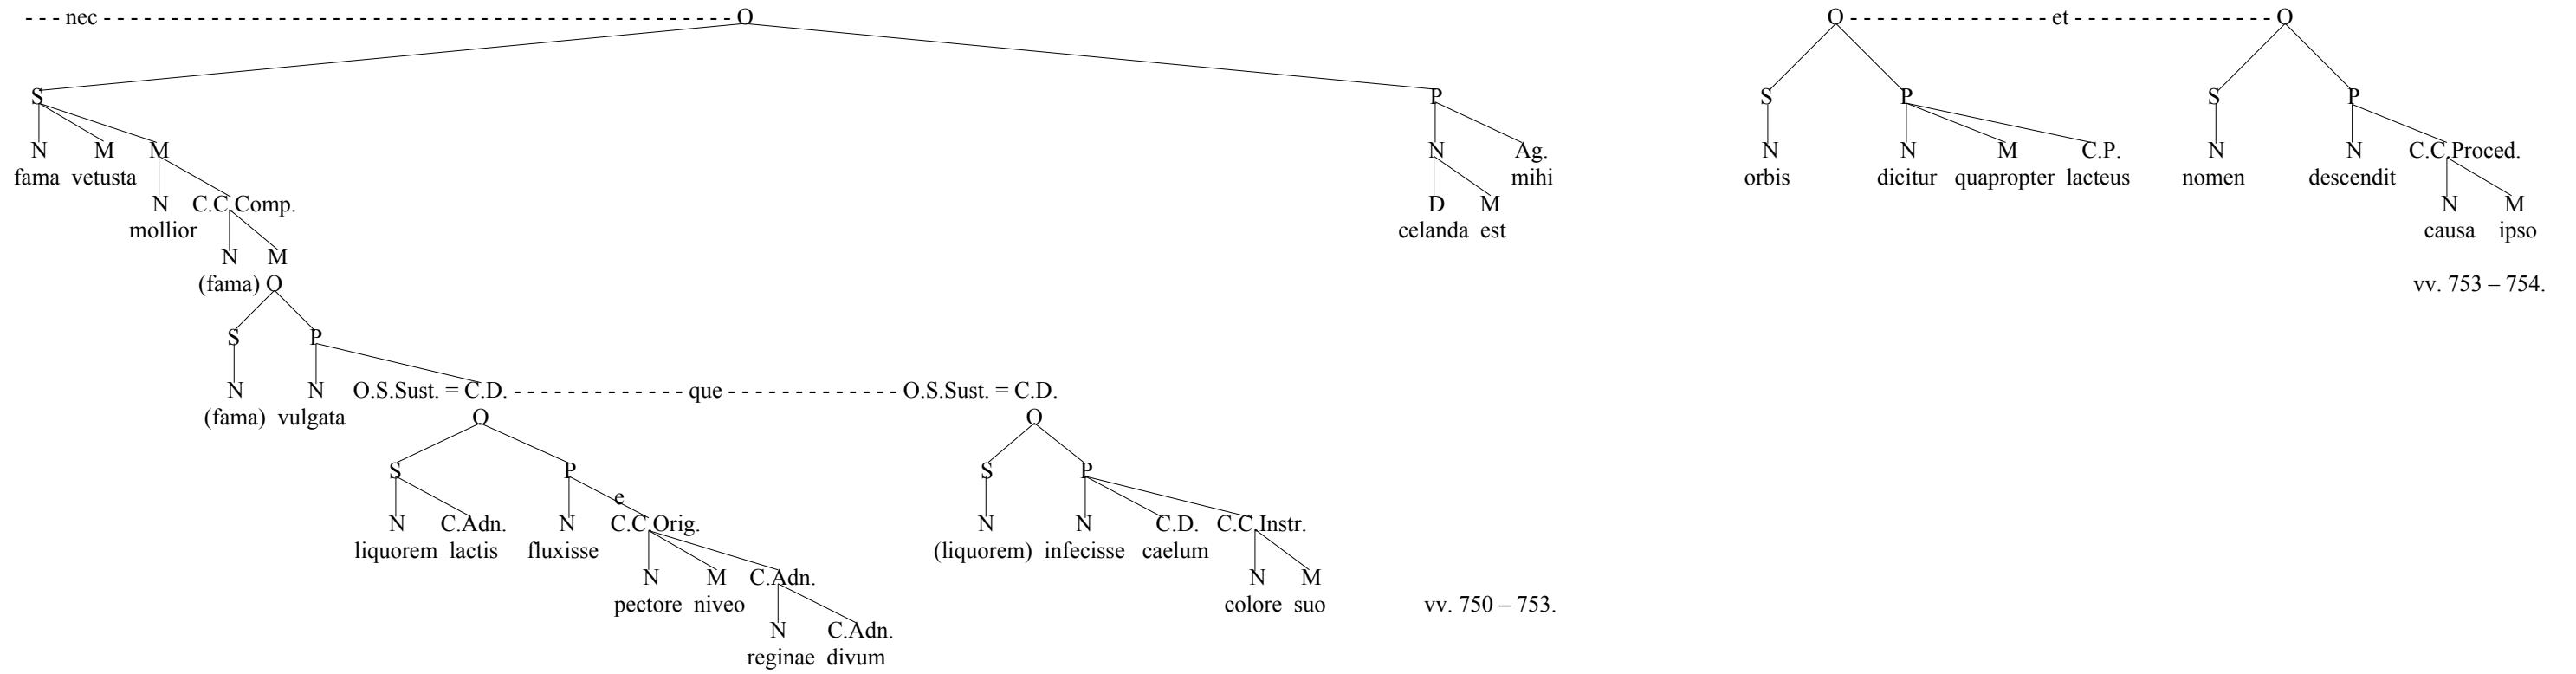 - - - nec - - - - - - - - - - - - - - - - - - - - - - - - - - - - - - - - - - - - - - - - O O - - - - - - - - - - - - - - - et - - - - - - - - - - - - - - - O
S P S P S P
N M M N Ag. N N M C.P. N N C.C.Proced.
fama vetusta mihi orbis dicitur quapropter lacteus nomen descendit
N C.C.Comp. D M N M
mollior celanda est causa ipso
N M
(fama) O vv. 753 – 754.
S P
N N O.S.Sust. = C.D. - - - - - - - - - - - - - que - - - - - - - - - - - - - O.S.Sust. = C.D.
(fama) vulgata O O
S P S P
e
N C.Adn. N C.C.Orig. N N C.D. C.C.Instr.
liquorem lactis fluxisse (liquorem) infecisse caelum
N M C.Adn. N M
pectore niveo colore suo vv. 750 – 753.
N C.Adn.
reginae divum